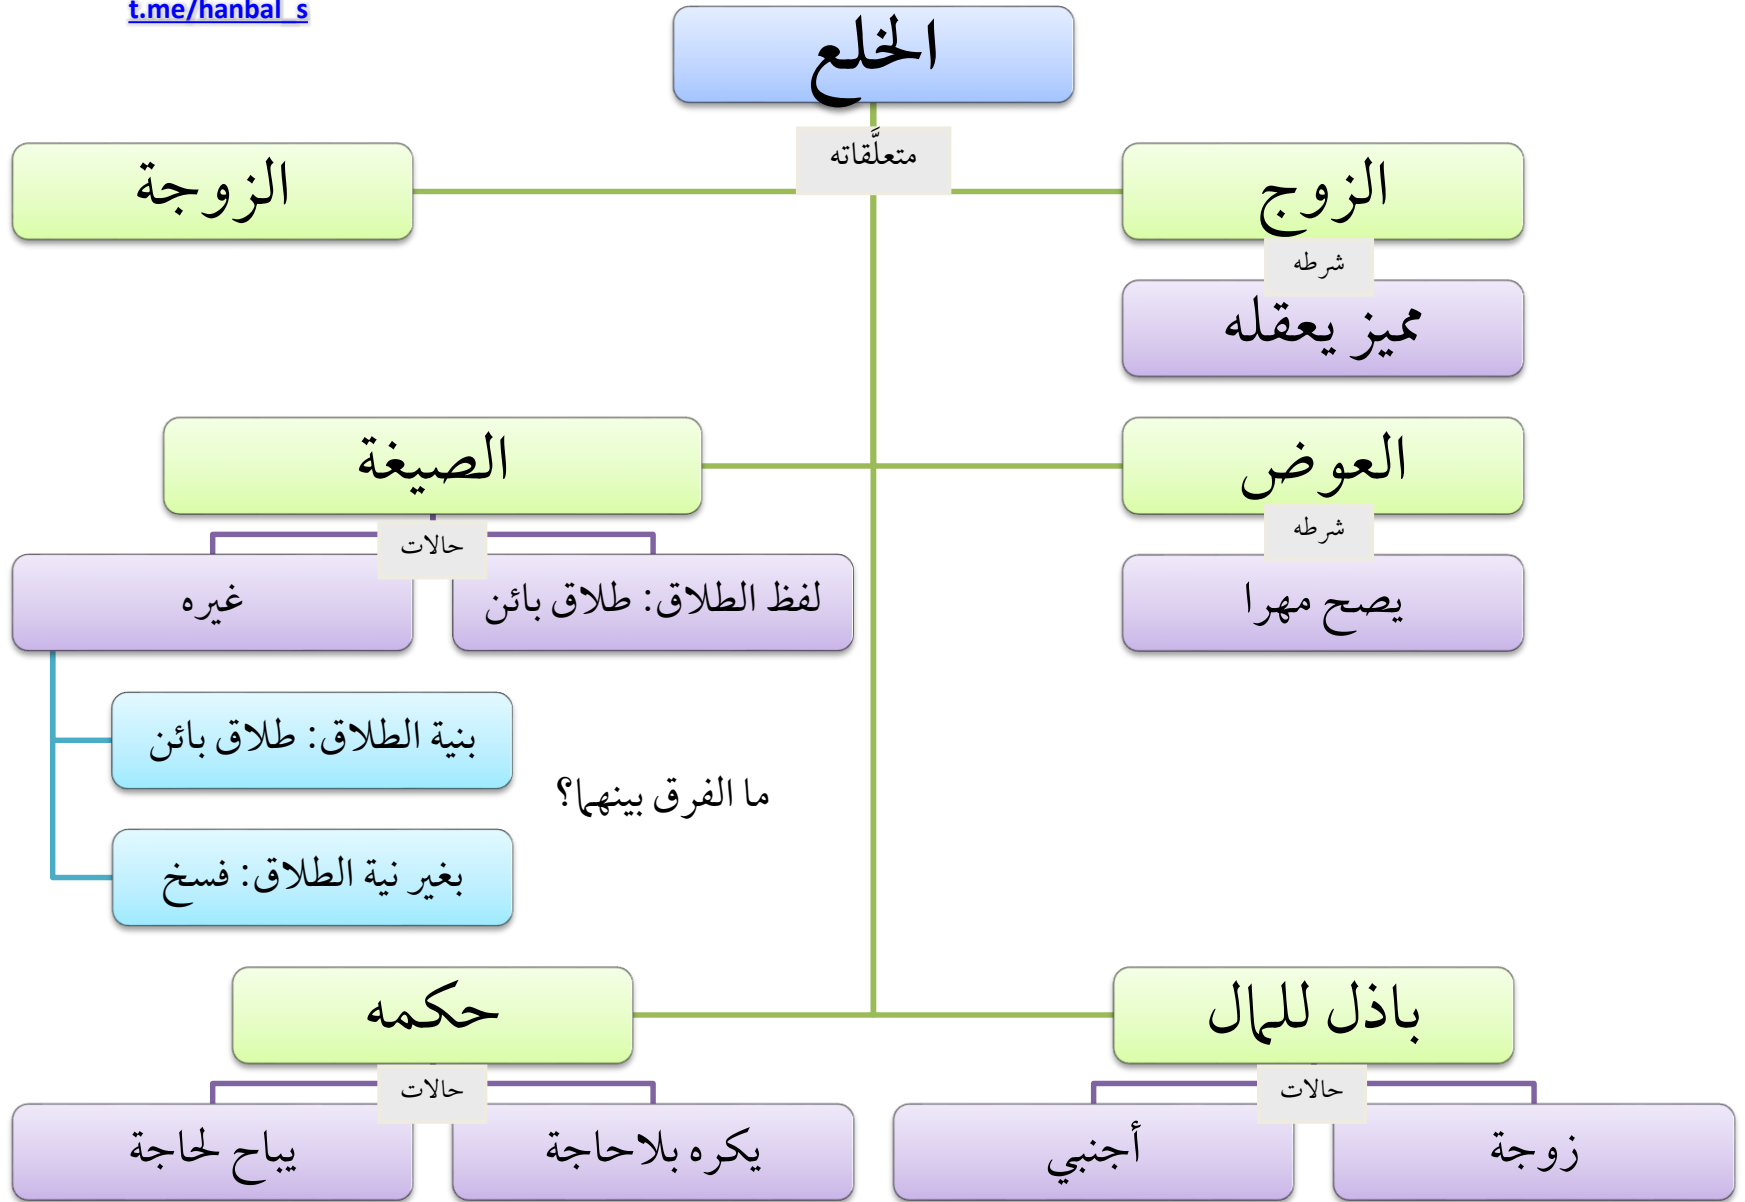 t.me/hanbal_s
الخلع
متعلَّقاته
الزوج
الزوجة
شرطه
مميز يعقله
العوض
الصيغة
شرطه
حالات
يصح مهرا
لفظ الطلاق: طلاق بائن
غيره
بنية الطلاق: طلاق بائن
ما الفرق بينهما؟
بغير نية الطلاق: فسخ
باذل للمال
حكمه
حالات
حالات
زوجة
أجنبي
يكره بلا حاجة
يباح لحاجة